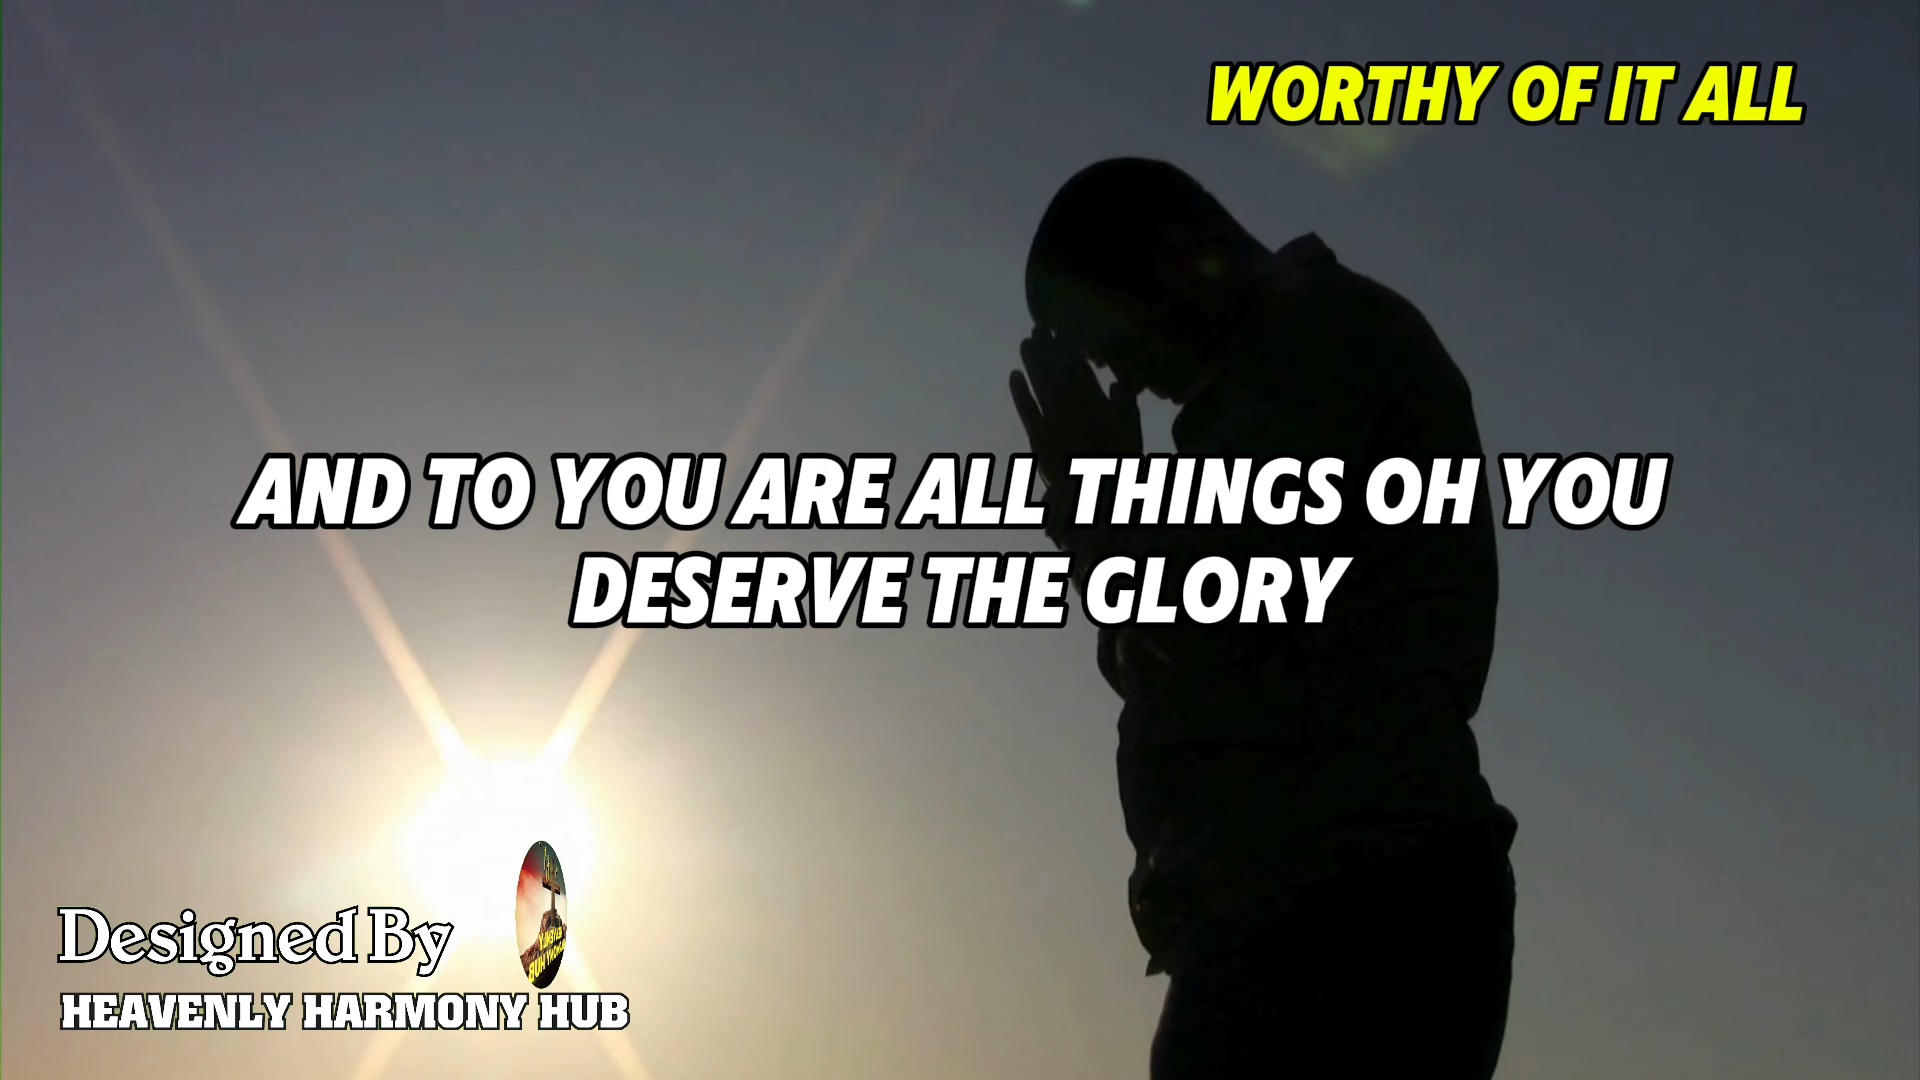 WORTHY OF IT ALL
AND TO YOU ARE ALL THINGS OH YOU
DESERVE THE GLORY
Designed By
HEAVENLY HARMONY HUB